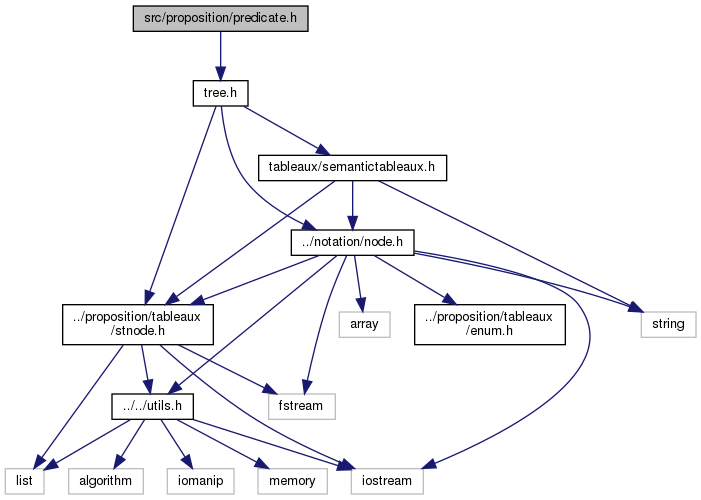 src/proposition/predicate.h
tree.h
tableaux/semantictableaux.h
../notation/node.h
../proposition/tableaux
/stnode.h
array
../proposition/tableaux
/enum.h
string
../../utils.h
fstream
list
algorithm
iomanip
memory
iostream